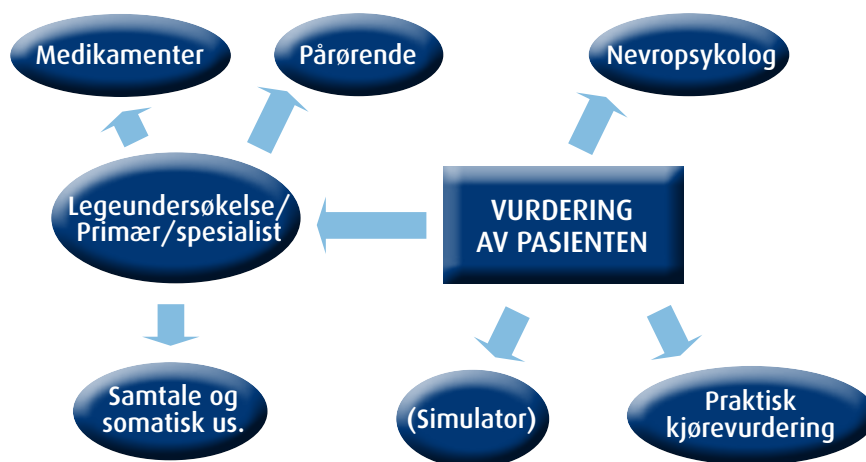 Medikamenter
Pårørende
Nevropsykolog
Legeundersøkelse/
Primær/spesialist
VURDERING
AV PASIENTEN
Samtale og
somatisk us.
(Simulator)
Praktisk
kjørevurdering